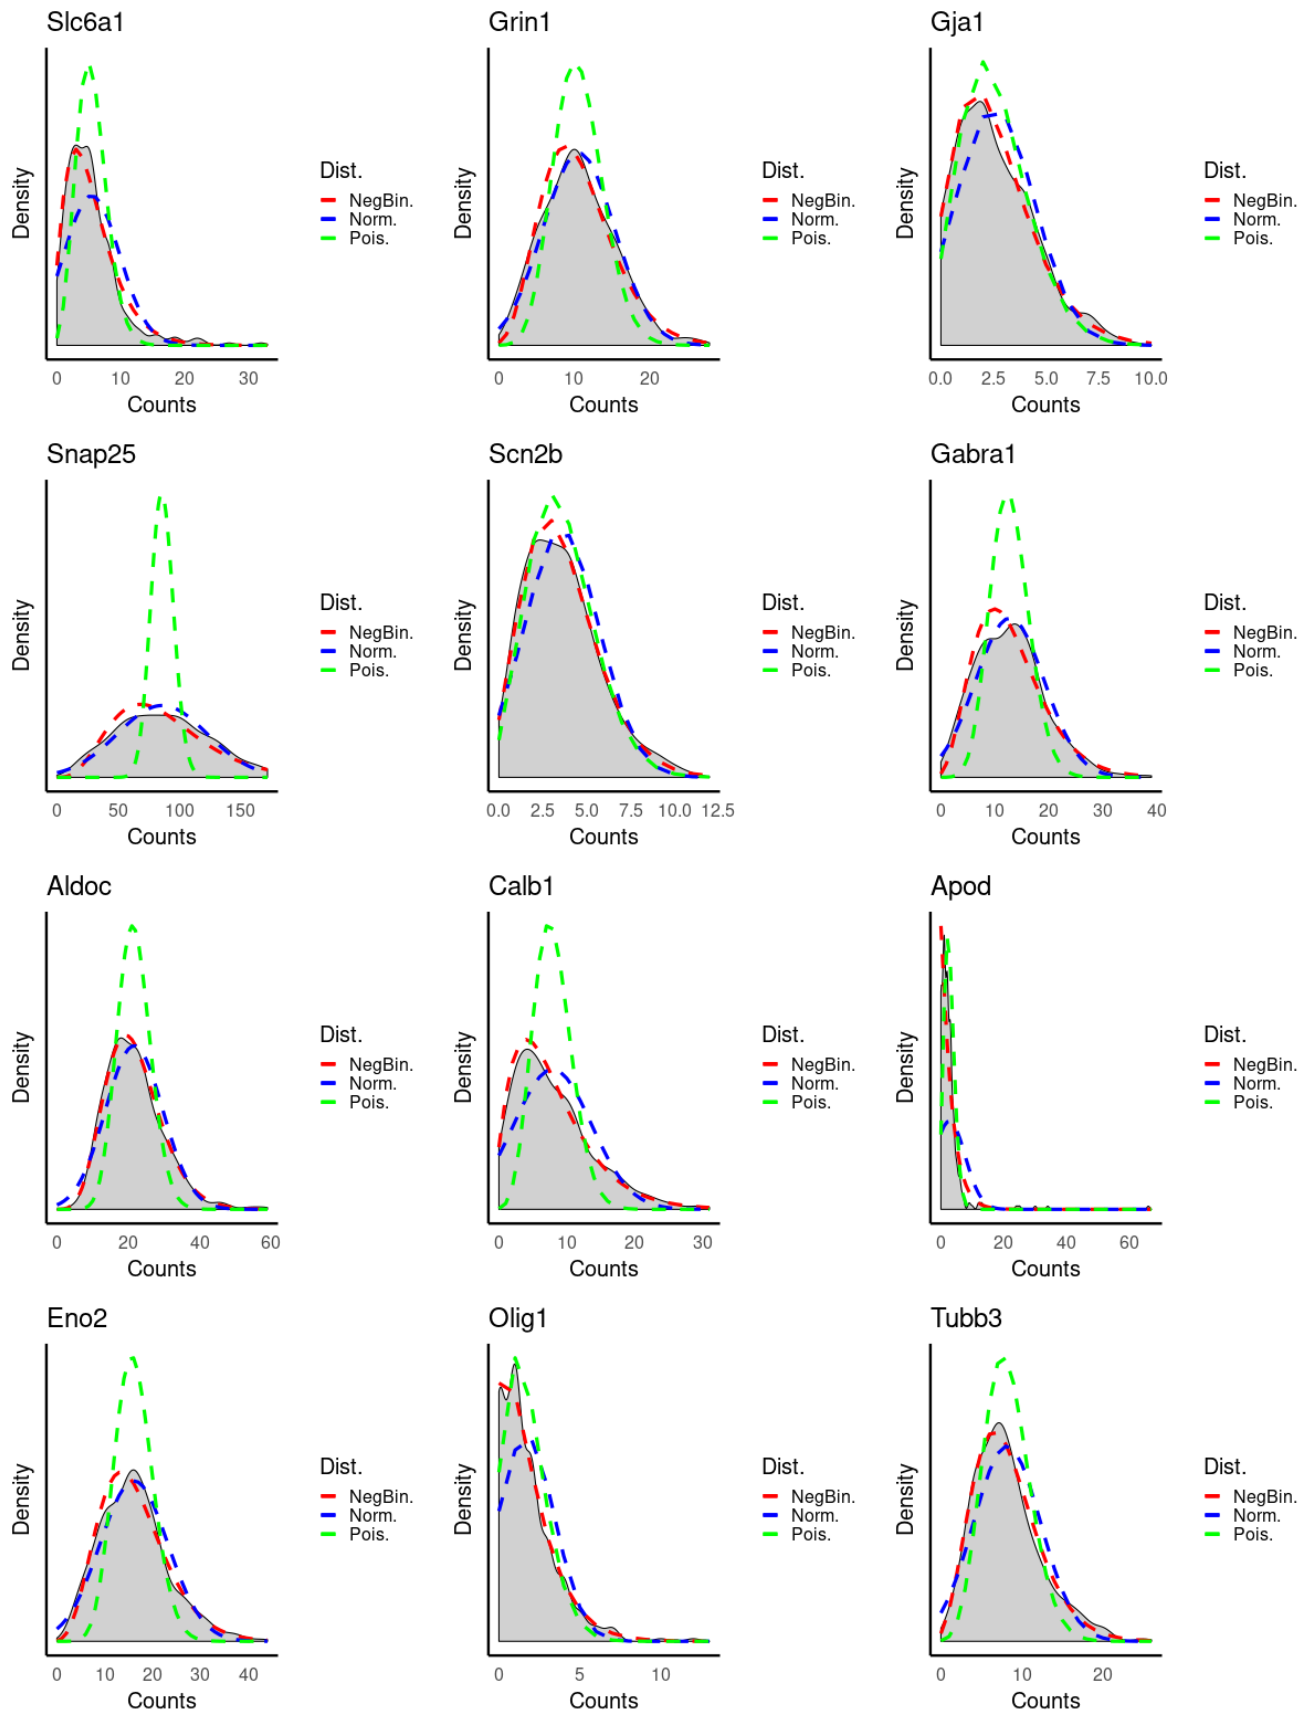 Slc6a1
Grin1
Gja1
Density
Dist.
NegBin.
Norm.
Pois.
0 10 20 30
Counts
Density
Dist.
NegBin.
Norm.
Pois.
0 10 20
Counts
Density
Dist.
NegBin.
Norm.
Pois.
0.0 2.5 5.0 7.5 10.0
Counts
Snap25
Scn2b
Gabra1
Density
Dist.
NegBin.
Norm.
Pois.
0 50 100 150
Counts
Density
Dist.
NegBin.
Norm.
Pois.
0.0 2.5 5.0 7.5 10.0 12.5
Counts
Density
Dist.
NegBin.
Norm.
Pois.
0 10 20 30 40
Counts
Aldoc
Calb1
Apod
Density
Dist.
NegBin.
Norm.
Pois.
0 20 40 60
Counts
Density
Dist.
NegBin.
Norm.
Pois.
0 10 20 30
Counts
Density
Dist.
NegBin.
Norm.
Pois.
0 20 40 60
Counts
Eno2
Olig1
Tubb3
Density
Dist.
NegBin.
Norm.
Pois.
0 10 20 30 40
Counts
Density
Dist.
NegBin.
Norm.
Pois.
0 5 10
Counts
Density
Dist.
NegBin.
Norm.
Pois.
0 10 20
Counts